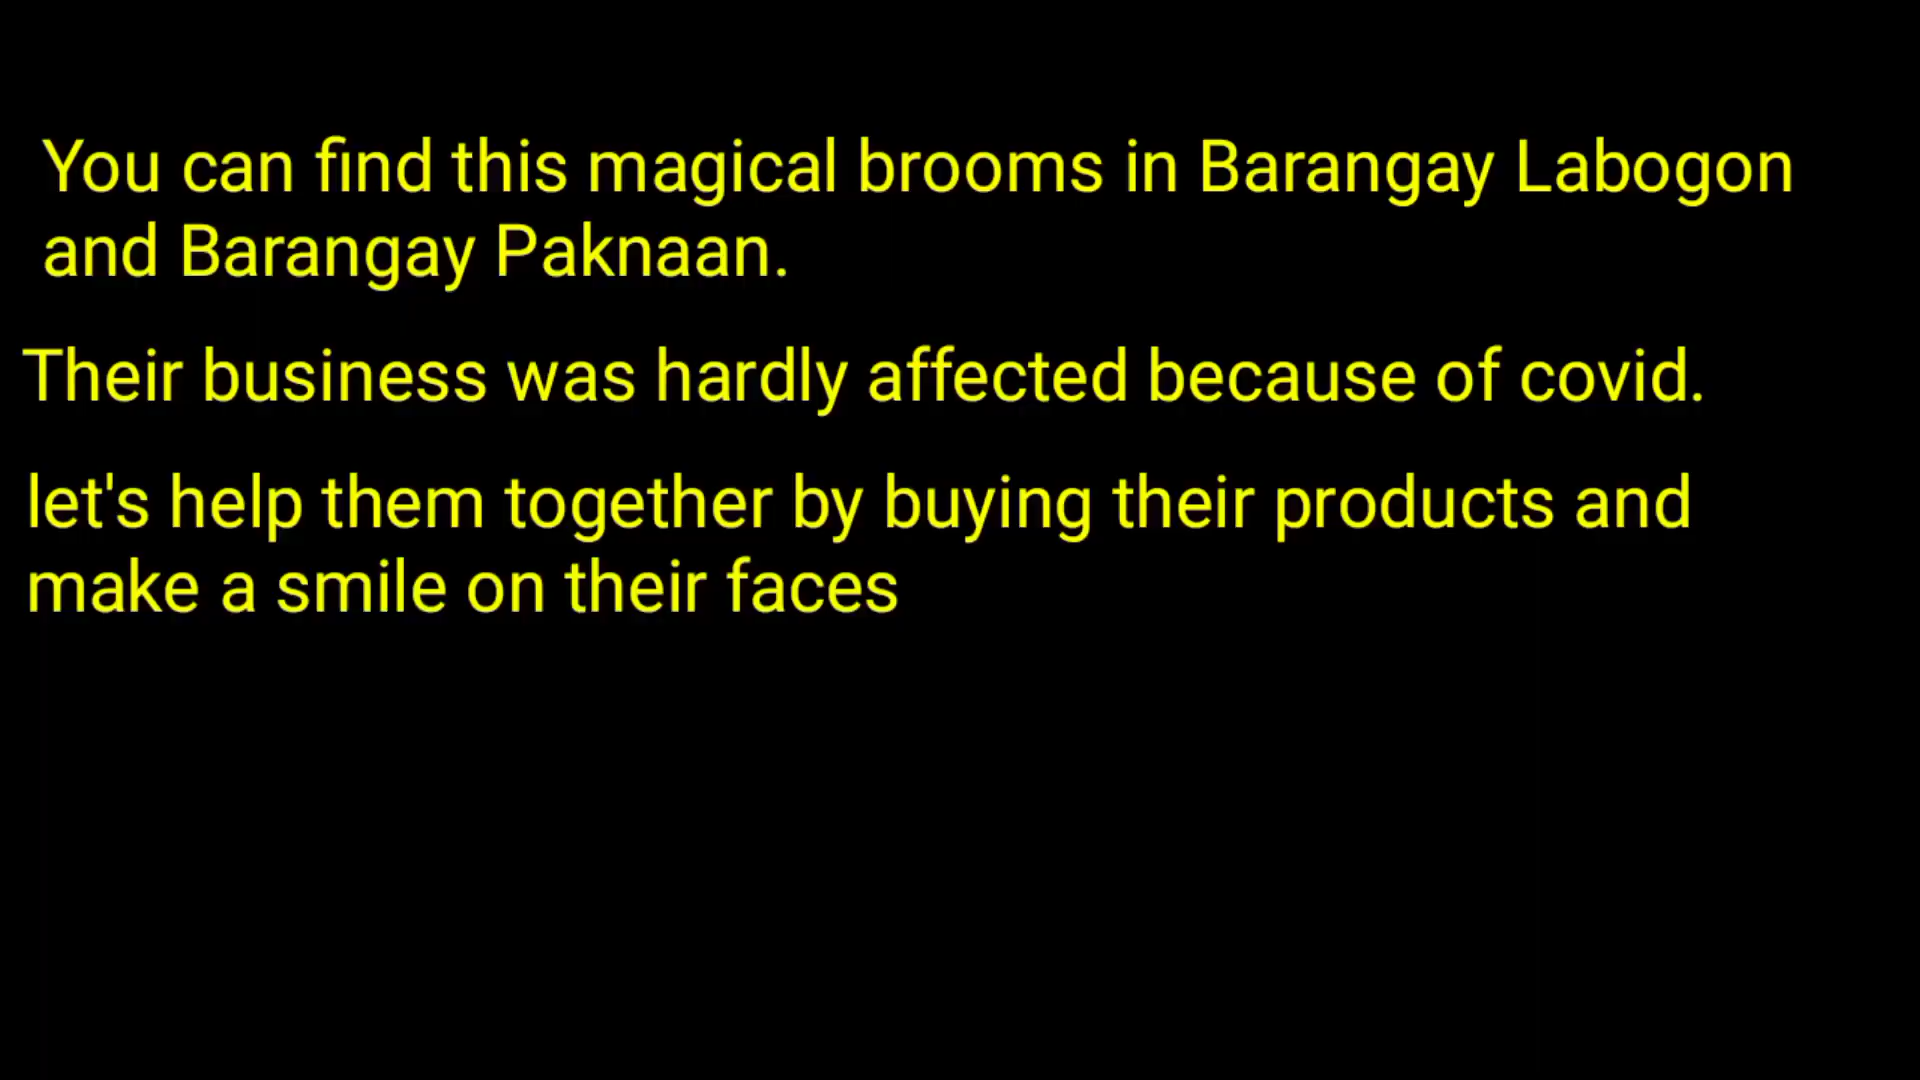 You can find this magical brooms in Barangay Labogon
and Barangay Paknaan.
Their business was hardly affected because of covid.
let's help them together by buying their products and
make a smile on their faces